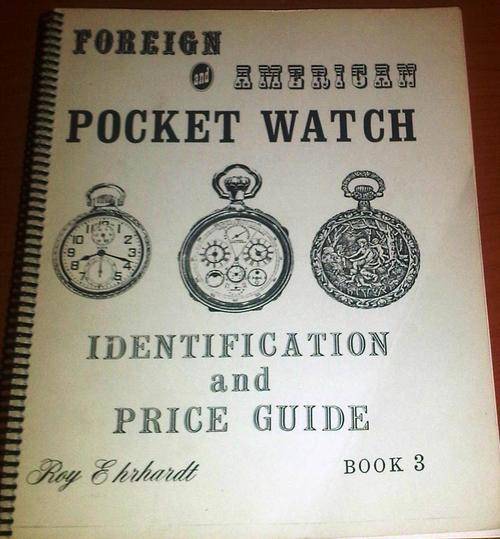 FOREIGN
and AMERICAN
POCKET WATCH
IDENTIFICATION
and
PRICE GUIDE
Roy Ehrhardt
BOOK 3